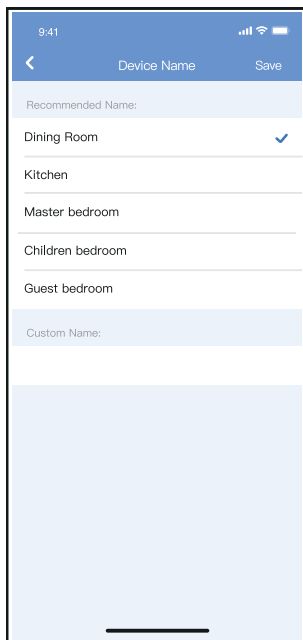 9:41
Device Name Save
Recommended Name:
Dining Room
Kitchen
Master bedroom
Children bedroom
Guest bedroom
Custom Name: